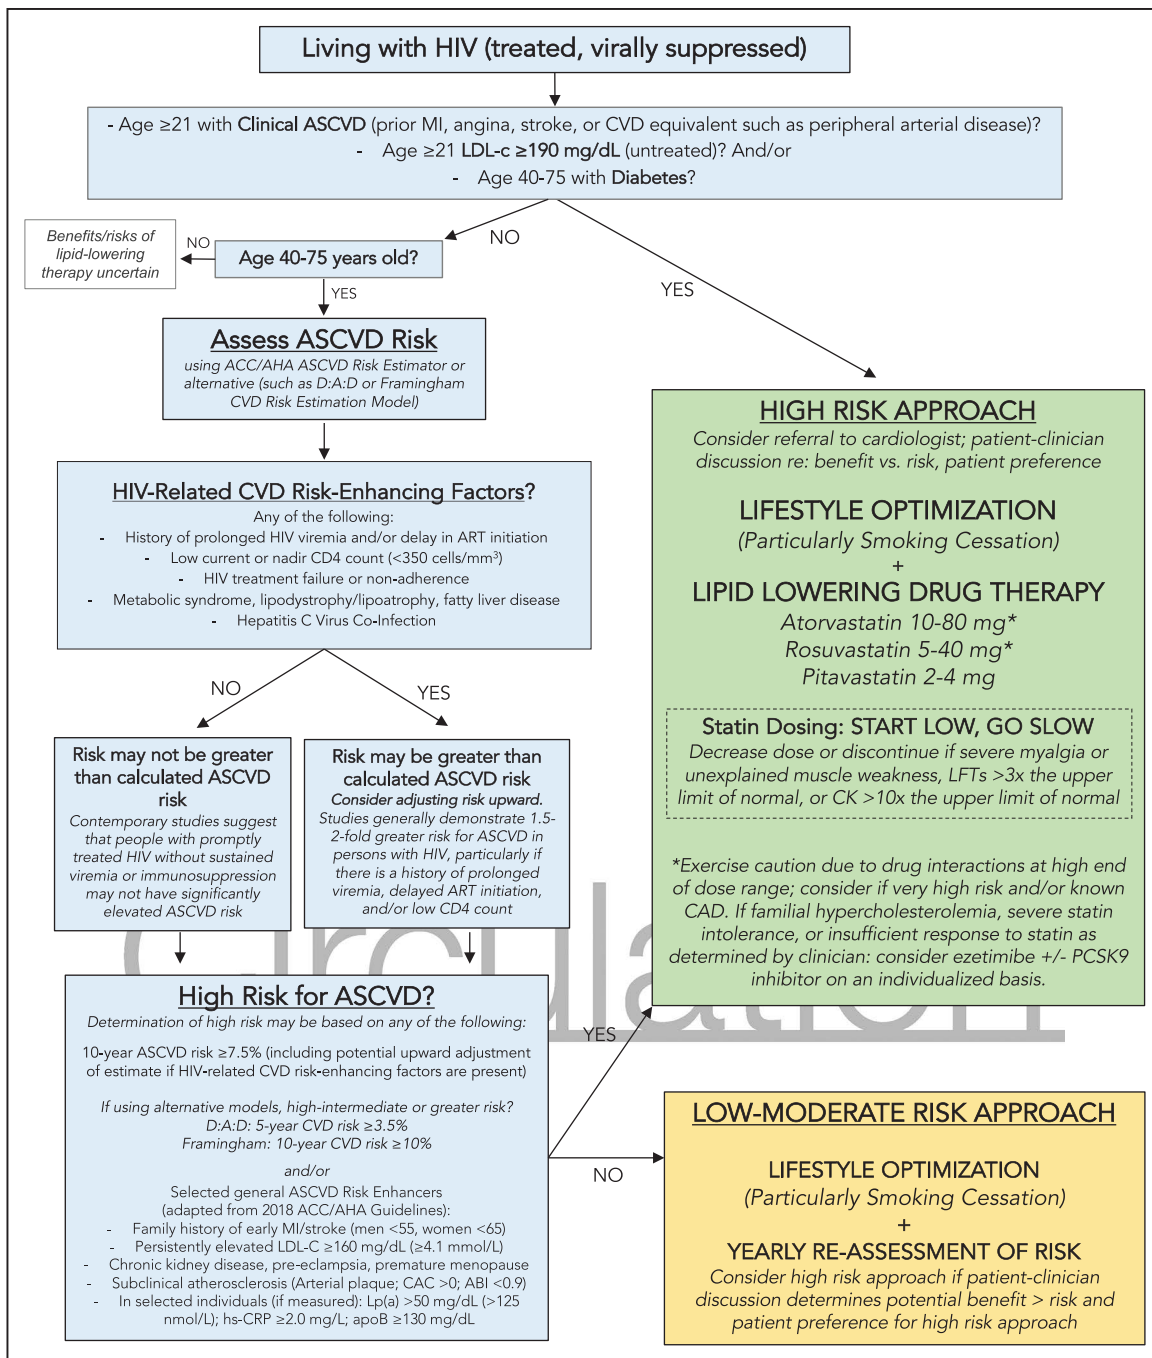 Living with HIV (treated, virally suppressed)
- Age ≥21 with Clinical ASCVD (prior MI, angina, stroke, or CVD equivalent such as peripheral arterial disease)?
- Age ≥21 LDL-c ≥190 mg/dL (untreated)? And/or
- Age 40-75 with Diabetes?
NO
YES
Benefits/risks of
lipid-lowering
therapy uncertain
NO
Age 40-75 years old?
YES
Assess ASCVD Risk
using ACC/AHA ASCVD Risk Estimator or
alternative (such as D:A:D or Framingham
CVD Risk Estimation Model)
HIV-Related CVD Risk-Enhancing Factors?
Any of the following:
- History of prolonged HIV viremia and/or delay in ART initiation
- Low current or nadir CD4 count (<350 cells/mm³)
- HIV treatment failure or non-adherence
- Metabolic syndrome, lipodystrophy/lipoatrophy, fatty liver disease
- Hepatitis C Virus Co-Infection
NO
YES
Risk may not be greater
than calculated ASCVD
risk
Contemporary studies suggest
that people with promptly
treated HIV without sustained
viremia or immunosuppression
may not have significantly
elevated ASCVD risk
Risk may be greater than
calculated ASCVD risk
Consider adjusting risk upward.
Studies generally demonstrate 1.5-
2-fold greater risk for ASCVD in
persons with HIV, particularly if
there is a history of prolonged
viremia, delayed ART initiation,
and/or low CD4 count
High Risk for ASCVD?
Determination of high risk may be based on any of the following:
10-year ASCVD risk ≥7.5% (including potential upward adjustment
of estimate if HIV-related CVD risk-enhancing factors are present)
If using alternative models, high-intermediate or greater risk?
D:A:D: 5-year CVD risk ≥3.5%
Framingham: 10-year CVD risk ≥10%
and/or
Selected general ASCVD Risk Enhancers
(adapted from 2018 ACC/AHA Guidelines):
- Family history of early MI/stroke (men <55, women <65)
- Persistently elevated LDL-C ≥160 mg/dL (≥4.1 mmol/L)
- Chronic kidney disease, pre-eclampsia, premature menopause
- Subclinical atherosclerosis (Arterial plaque; CAC >0; ABI <0.9)
- In selected individuals (if measured): Lp(a) >50 mg/dL (>125
nmol/L); hs-CRP ≥2.0 mg/L; apoB ≥130 mg/dL
YES
NO
HIGH RISK APPROACH
Consider referral to cardiologist; patient-clinician
discussion re: benefit vs. risk, patient preference
LIFESTYLE OPTIMIZATION
(Particularly Smoking Cessation)
+
LIPID LOWERING DRUG THERAPY
Atorvastatin 10-80 mg*
Rosuvastatin 5-40 mg*
Pitavastatin 2-4 mg
Statin Dosing: START LOW, GO SLOW
Decrease dose or discontinue if severe myalgia or
unexplained muscle weakness, LFTs >3x the upper
limit of normal, or CK >10x the upper limit of normal
*Exercise caution due to drug interactions at high end
of dose range; consider if very high risk and/or known
CAD. If familial hypercholesterolemia, severe statin
intolerance, or insufficient response to statin as
determined by clinician: consider ezetimibe +/- PCSK9
inhibitor on an individualized basis.
LOW-MODERATE RISK APPROACH
LIFESTYLE OPTIMIZATION
(Particularly Smoking Cessation)
+
YEARLY RE-ASSESSMENT OF RISK
Consider high risk approach if patient-clinician
discussion determines potential benefit > risk and
patient preference for high risk approach
Circulation